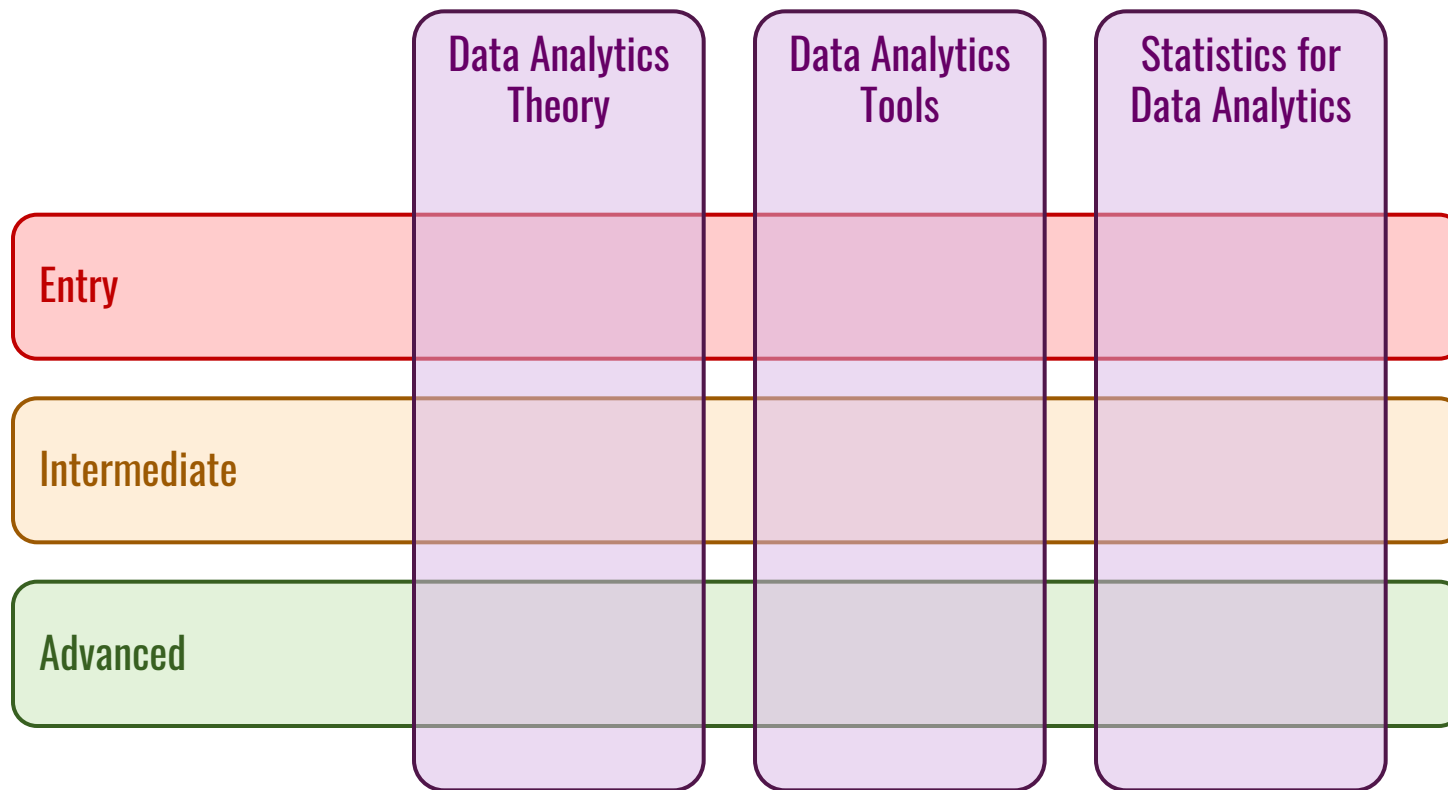 Data Analytics
Theory
Data Analytics
Tools
Statistics for
Data Analytics
Entry
Intermediate
Advanced